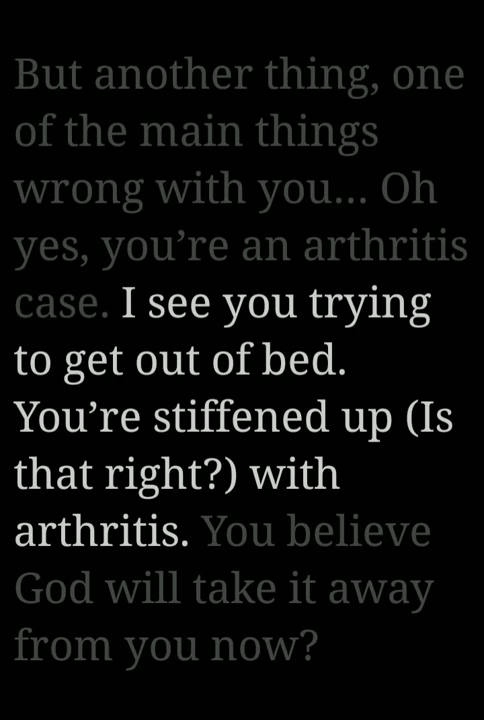 But another thing, one
of the main things
wrong with you... Oh
yes, you’re an arthritis
case. I see you trying
to get out of bed.
You’re stiffened up (Is
that right?) with
arthritis. You believe
God will take it away
from you now?